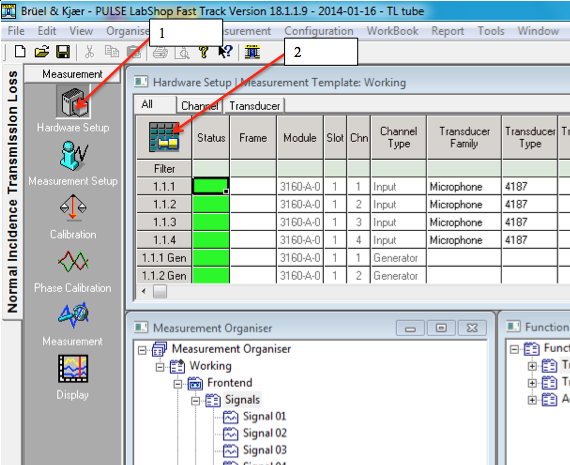 Brüel & Kjær - PULSE LabShop Fast Track Version 18.1.1.9 - 2014-01-16 - TL tube
File Edit View Organise surement Configuration WorkBook Report Tools Window
1
2
Normal Incidence Transmission Loss
Measurement
Hardware Setup
Measurement Setup
Calibration
Phase Calibration
Measurement
Display
Hardware Setup | Measurement Template: Working
All Channel Transducer
Status Frame Module Slot Chn Channel Type Transducer Family Transducer Type
Filter
1.1.1 3160-A-0 1 1 Input Microphone 4187
1.1.2 3160-A-0 1 2 Input Microphone 4187
1.1.3 3160-A-0 1 3 Input Microphone 4187
1.1.4 3160-A-0 1 4 Input Microphone 4187
1.1.1 Gen 3160-A-0 1 1 Generator
1.1.2 Gen 3160-A-0 1 2 Generator
Measurement Organiser
Measurement Organiser
Working
Frontend
Signals
Signal 01
Signal 02
Signal 03
Function
Funct
T
T
A